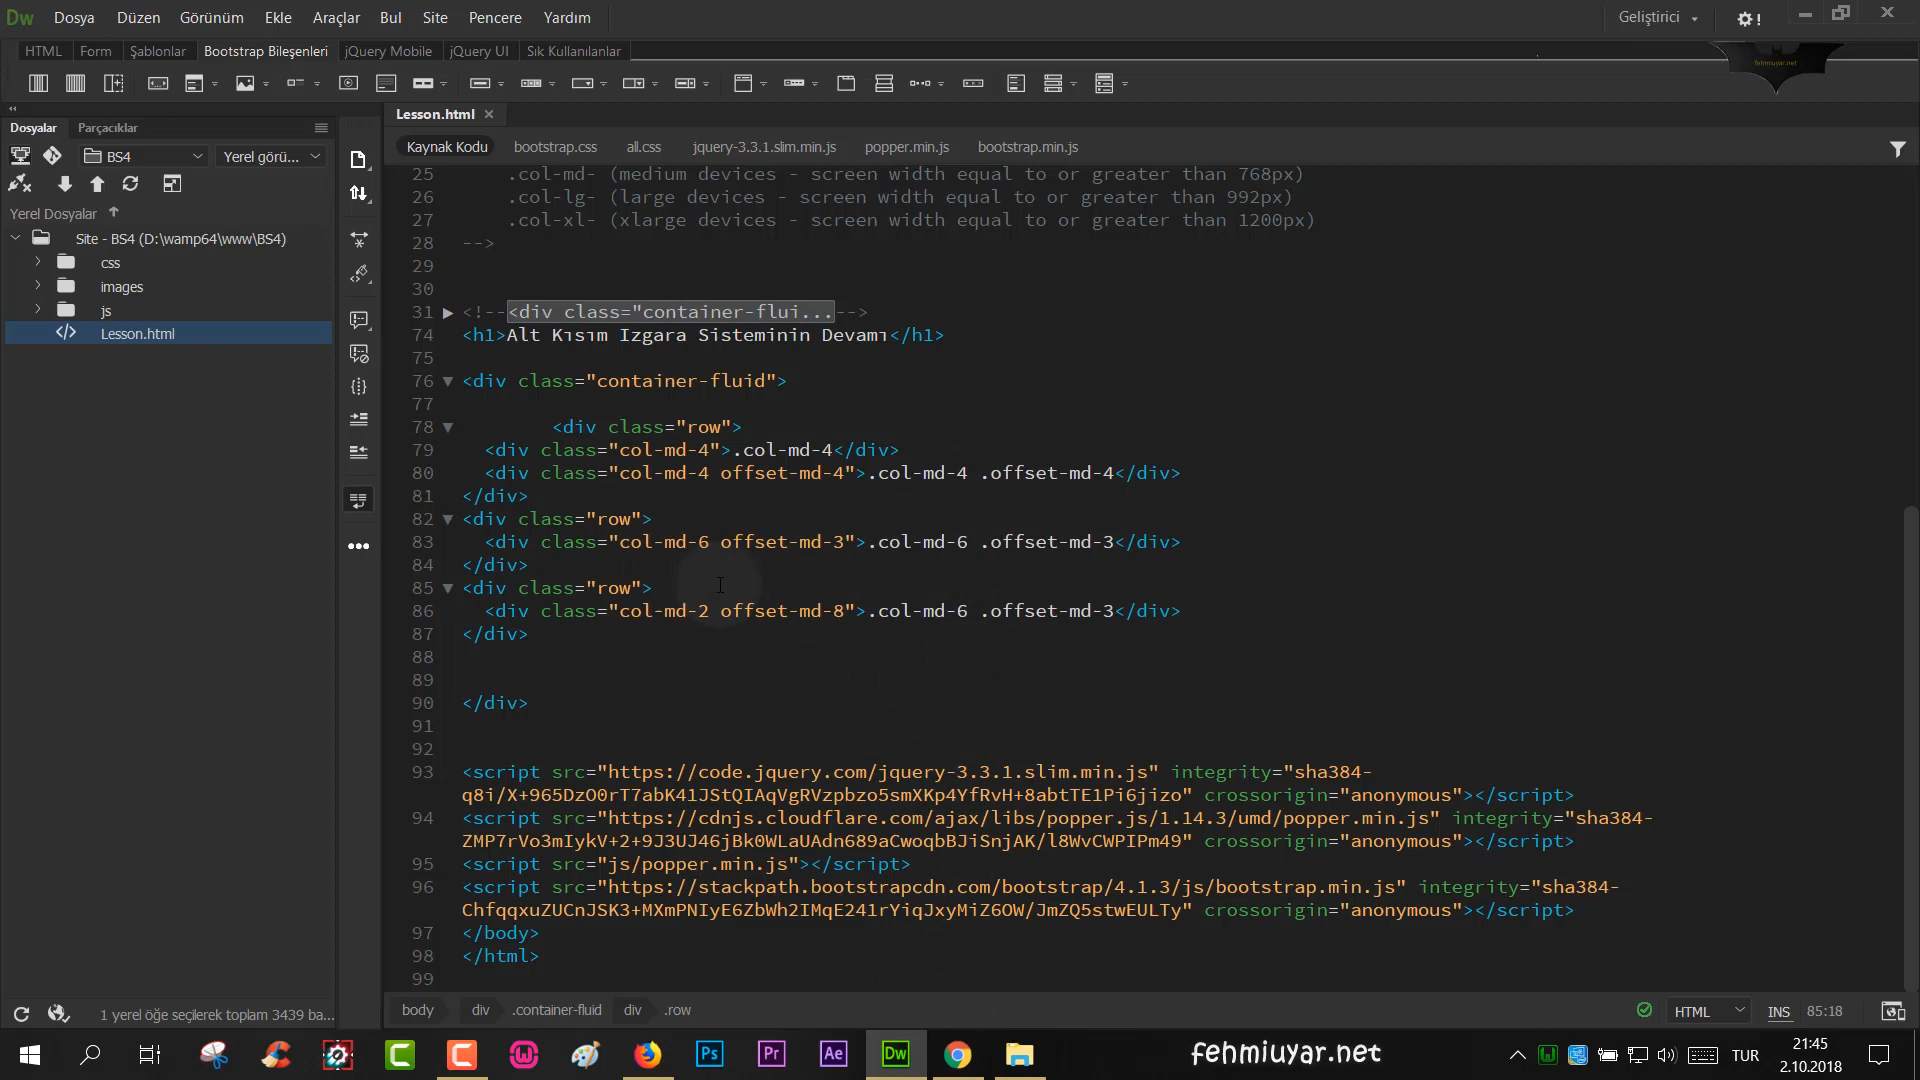 Dw Dosya Düzen Görünüm Ekle Araçlar Bul Site Pencere Yardım Geliştirici
HTML Form Şablonlar Bootstrap Bileşenleri jQuery Mobile jQuery UI Sık Kullanılanlar
fehmiuyar.net
Dosyalar Parçacıklar
Lesson.html
BS4 Yerel görü...
Kaynak Kodu bootstrap.css all.css jquery-3.3.1.slim.min.js popper.min.js bootstrap.min.js
Yerel Dosyalar
Site - BS4 (D:\wamp64\www\BS4)
css
images
js
Lesson.html
25 .col-md- (medium devices - screen width equal to or greater than 768px)
26 .col-lg- (large devices - screen width equal to or greater than 992px)
27 .col-xl- (xlarge devices - screen width equal to or greater than 1200px)
28 -->
29
30
31 <!--<div class="container-flui...-->
74 <h1>Alt Kısım Izgara Sisteminin Devamı</h1>
75
76 <div class="container-fluid">
77
78 <div class="row">
79 <div class="col-md-4">.col-md-4</div>
80 <div class="col-md-4 offset-md-4">.col-md-4 .offset-md-4</div>
81 </div>
82 <div class="row">
83 <div class="col-md-6 offset-md-3">.col-md-6 .offset-md-3</div>
84 </div>
85 <div class="row">
86 <div class="col-md-2 offset-md-8">.col-md-6 .offset-md-3</div>
87 </div>
88
89
90 </div>
91
92
93 <script src="https://code.jquery.com/jquery-3.3.1.slim.min.js" integrity="sha384-
q8i/X+965DzO0rT7abK41JStQIAqVgRVzpbzo5smXKp4YfRvH+8abtTE1Pi6jizo" crossorigin="anonymous"></script>
94 <script src="https://cdnjs.cloudflare.com/ajax/libs/popper.js/1.14.3/umd/popper.min.js" integrity="sha384-
ZMP7rVo3mIykV+2+9J3UJ46jBk0WLaUAdn689aCwoqbBJiSnjAK/l8WvCWPIPm49" crossorigin="anonymous"></script>
95 <script src="js/popper.min.js"></script>
96 <script src="https://stackpath.bootstrapcdn.com/bootstrap/4.1.3/js/bootstrap.min.js" integrity="sha384-
ChfqqxuZUCnJSK3+MXmPNIyE6ZbWh2IMqE241rYiqJxyMiZ6OW/JmZQ5stwEULTy" crossorigin="anonymous"></script>
97 </body>
98 </html>
99
1 yerel öğe seçilerek toplam 3439 ba...
body div .container-fluid div .row HTML INS 85:18
Ps Pr Ae Dw
fehmiuyar.net
TUR
21:45
2.10.2018